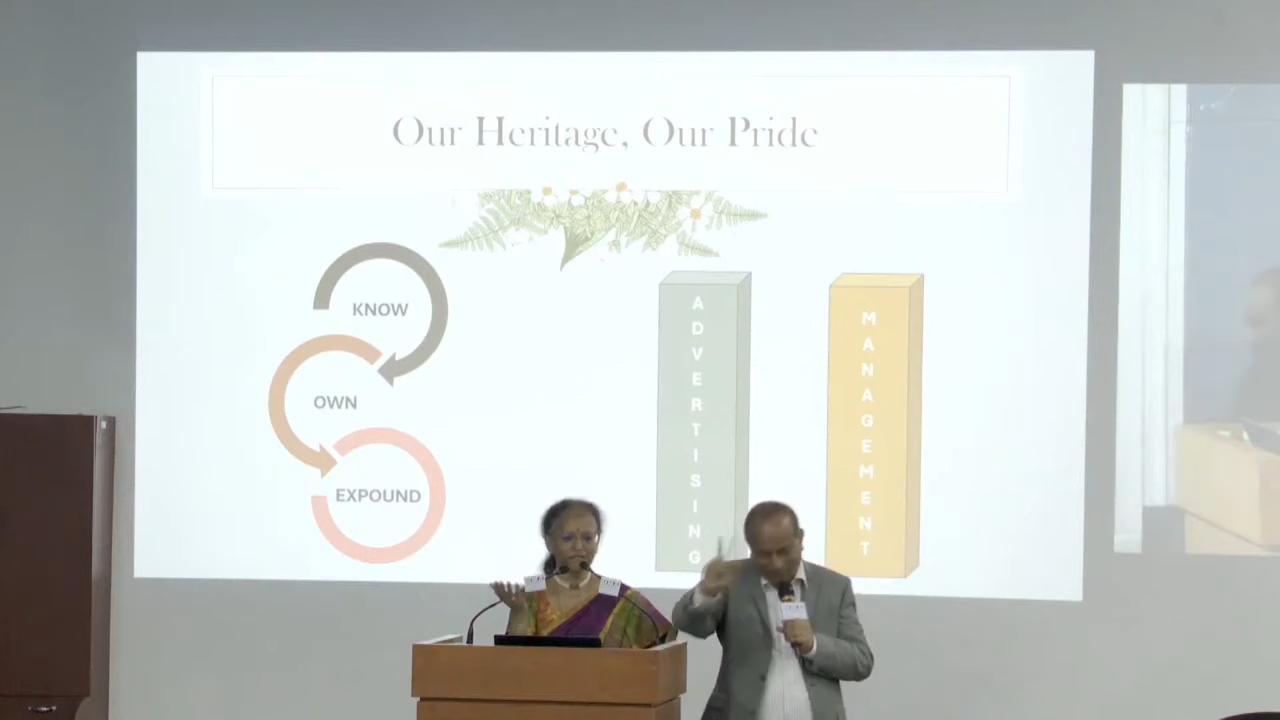 Our Heritage, Our Pride
KNOW
OWN
EXPOUND
ADVERTISING
MANAGEMENT